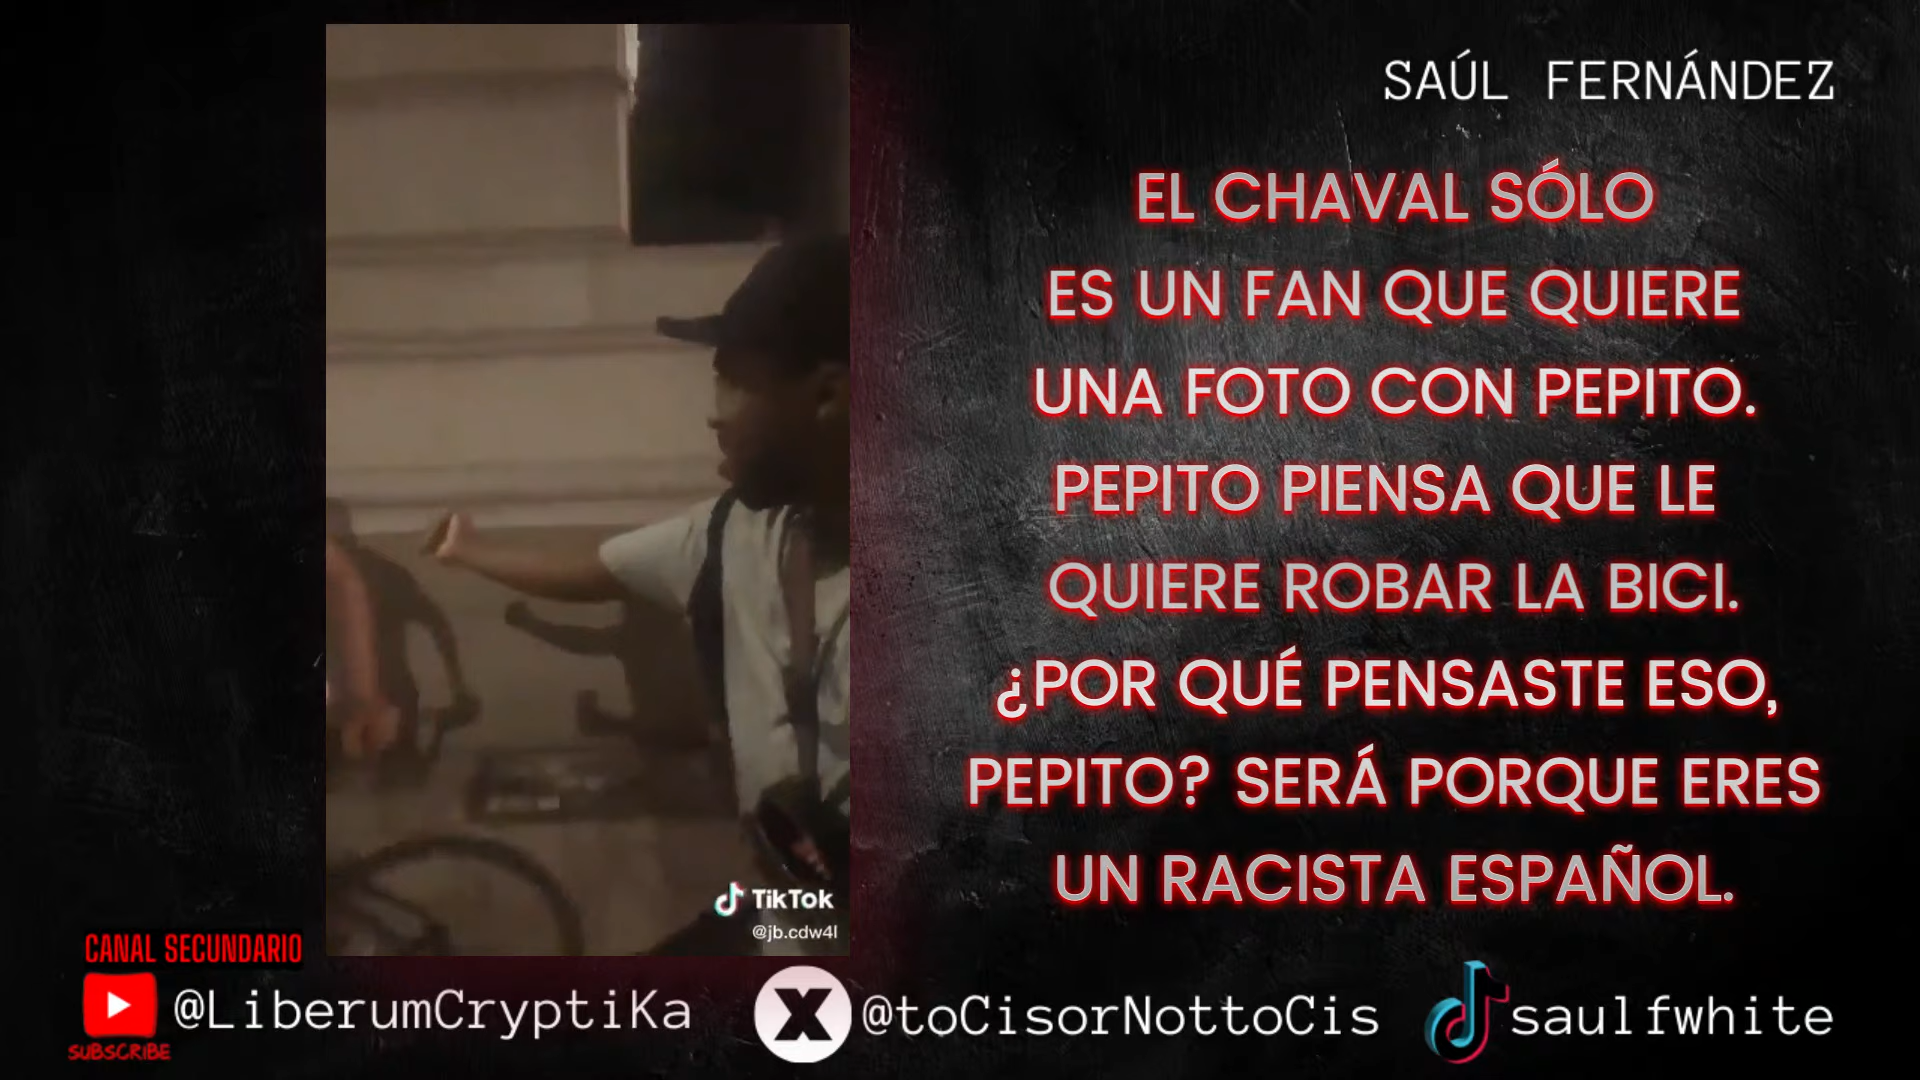 SAÚL FERNÁNDEZ
EL CHAVAL SÓLO
ES UN FAN QUE QUIERE
UNA FOTO CON PEPITO.
PEPITO PIENSA QUE LE
QUIERE ROBAR LA BICI.
¿POR QUÉ PENSASTE ESO,
PEPITO? SERÁ PORQUE ERES
UN RACISTA ESPAÑOL.
TikTok
@jb.cdw4l
CANAL SECUNDARIO
@LiberumCryptiKa
SUBSCRIBE
X
@toCisorNottoCis
saulfwhite